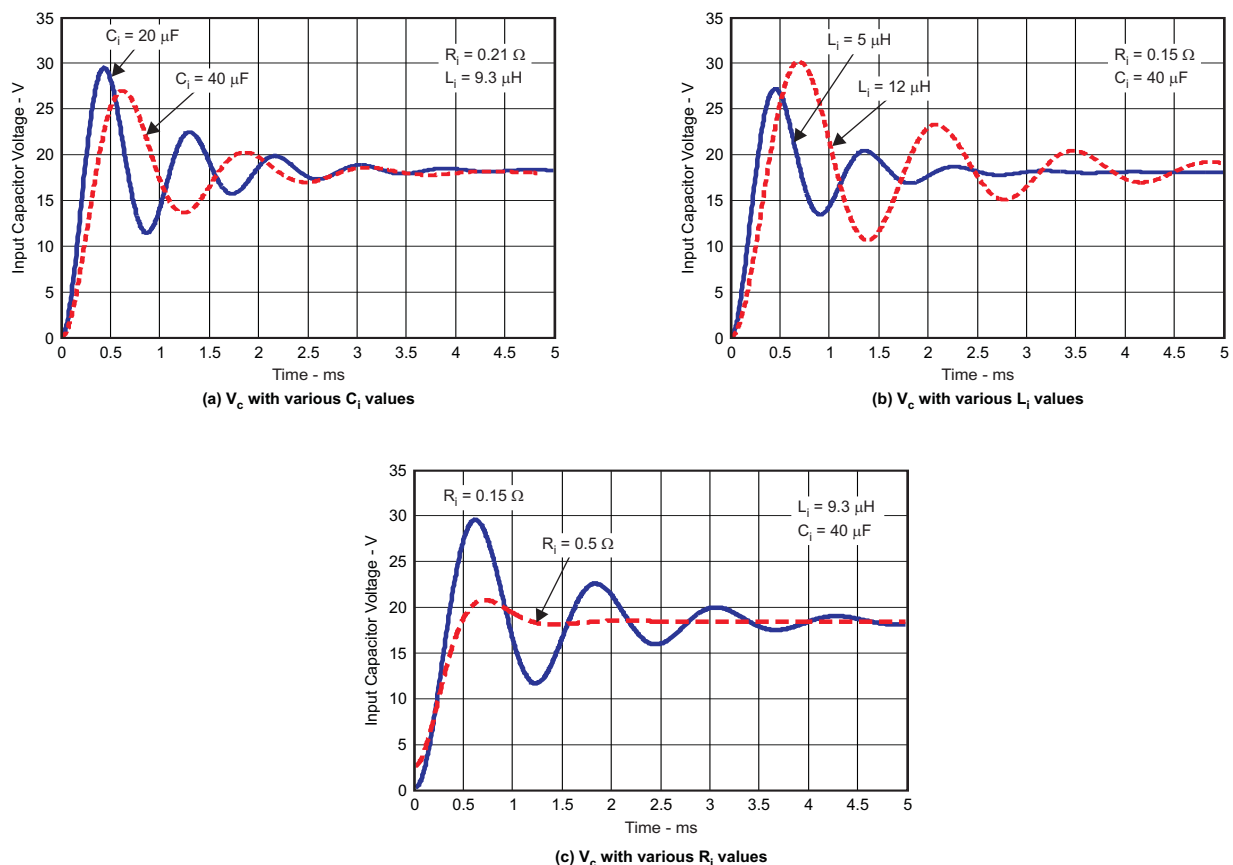 35
30
25
20
15
10
5
0
Input Capacitor Voltage - V
Cᵢ = 20 μF
Cᵢ = 40 μF
Rᵢ = 0.21 Ω
Lᵢ = 9.3 μH
0 0.5 1 1.5 2 2.5 3 3.5 4 4.5 5
Time - ms
(a) V꜀ with various Cᵢ values
35
30
25
20
15
10
5
0
Input Capacitor Voltage - V
Lᵢ = 5 μH
Lᵢ = 12 μH
Rᵢ = 0.15 Ω
Cᵢ = 40 μF
0 0.5 1 1.5 2 2.5 3 3.5 4 4.5 5
Time - ms
(b) V꜀ with various Lᵢ values
35
30
25
20
15
10
5
0
Input Capacitor Voltage - V
Rᵢ = 0.15 Ω
Rᵢ = 0.5 Ω
Lᵢ = 9.3 μH
Cᵢ = 40 μF
0 0.5 1 1.5 2 2.5 3 3.5 4 4.5 5
Time - ms
(c) V꜀ with various Rᵢ values